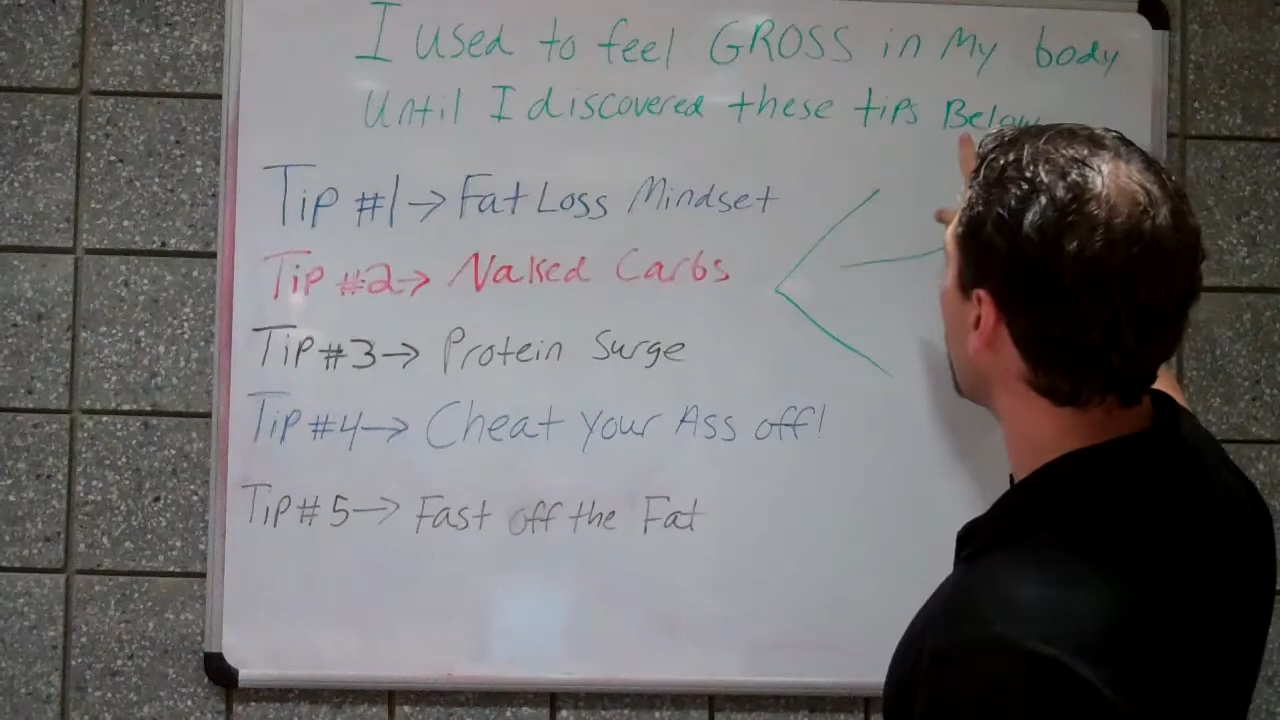 I used to feel GROSS in My body
Until I discovered these tips Below
Tip #1→ Fat Loss Mindset
Tip #2→ Naked Carbs
Tip #3→ Protein Surge
Tip #4→ Cheat your Ass off!
Tip #5→ Fast off the Fat